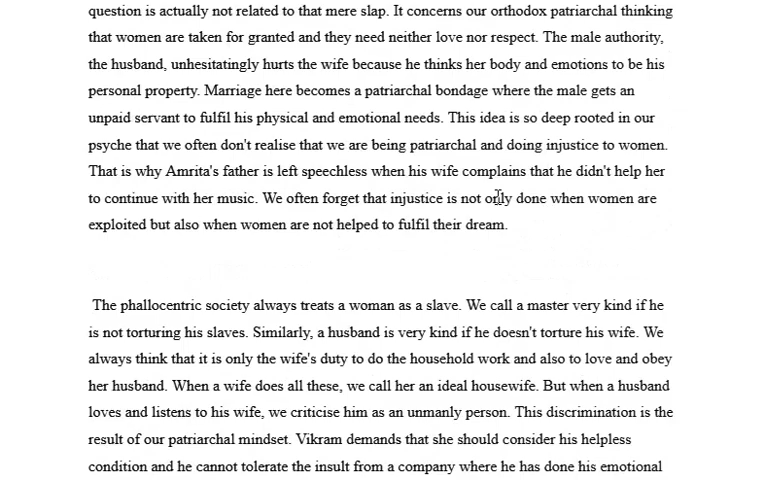 question is actually not related to that mere slap. It concerns our orthodox patriarchal thinking
that women are taken for granted and they need neither love nor respect. The male authority,
the husband, unhesitatingly hurts the wife because he thinks her body and emotions to be his
personal property. Marriage here becomes a patriarchal bondage where the male gets an
unpaid servant to fulfil his physical and emotional needs. This idea is so deep rooted in our
psyche that we often don't realise that we are being patriarchal and doing injustice to women.
That is why Amrita's father is left speechless when his wife complains that he didn't help her
to continue with her music. We often forget that injustice is not only done when women are
exploited but also when women are not helped to fulfil their dream.
The phallocentric society always treats a woman as a slave. We call a master very kind if he
is not torturing his slaves. Similarly, a husband is very kind if he doesn't torture his wife. We
always think that it is only the wife's duty to do the household work and also to love and obey
her husband. When a wife does all these, we call her an ideal housewife. But when a husband
loves and listens to his wife, we criticise him as an unmanly person. This discrimination is the
result of our patriarchal mindset. Vikram demands that she should consider his helpless
condition and he cannot tolerate the insult from a company where he has done his emotional